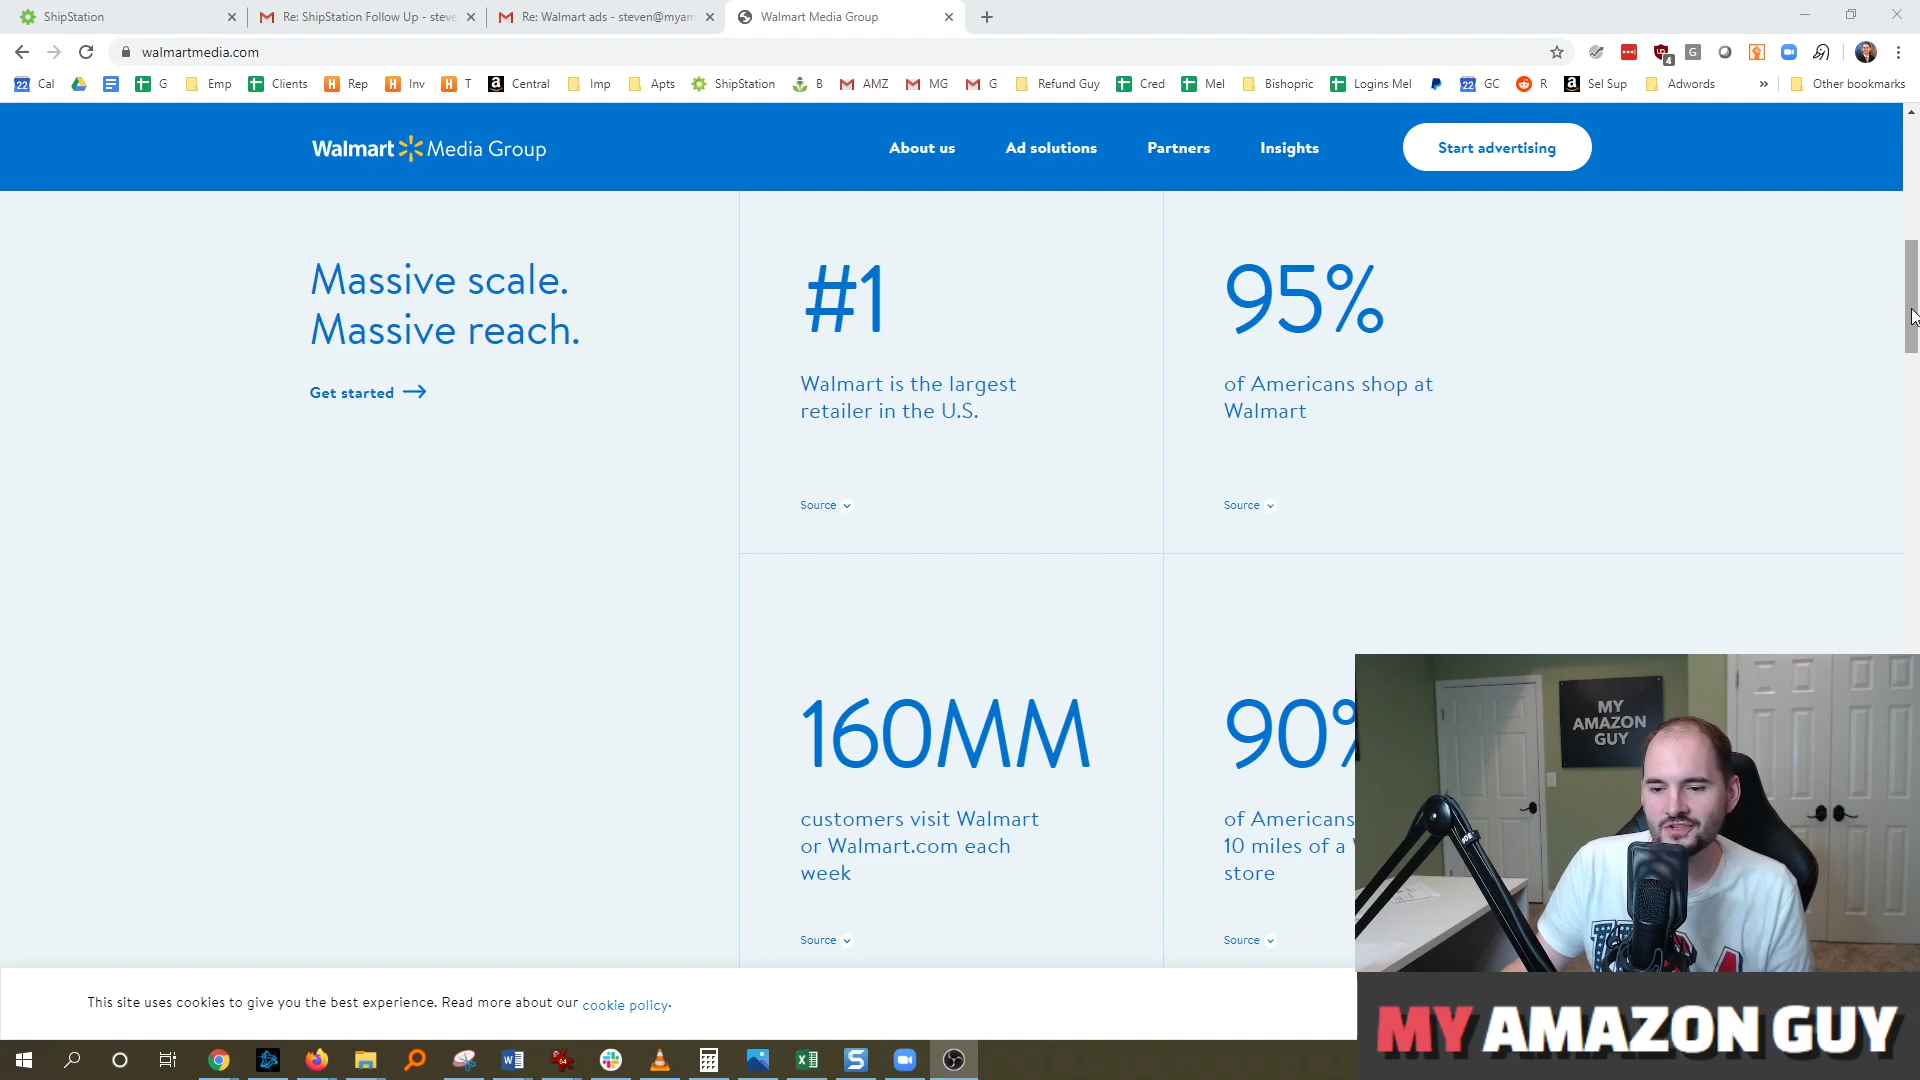 ShipStation
Re: ShipStation Follow Up - steve
Re: Walmart ads - steven@myam
Walmart Media Group
walmartmedia.com
22 Cal
G
Emp
Clients
Rep
Inv
T
Central
Imp
Apts
ShipStation
B
AMZ
MG
G
Refund Guy
Cred
Mel
Bishopric
Logins Mel
22 GC
R
Sel Sup
Adwords
»
Other bookmarks
Walmart Media Group
About us
Ad solutions
Partners
Insights
Start advertising
Massive scale.
Massive reach.
Get started
#1
Walmart is the largest
retailer in the U.S.
Source
95%
of Americans shop at
Walmart
Source
160MM
customers visit Walmart
or Walmart.com each
week
Source
90%
of Americans
10 miles of a
store
Source
MY
AMAZON
GUY
This site uses cookies to give you the best experience. Read more about our cookie policy.
MY AMAZON GUY